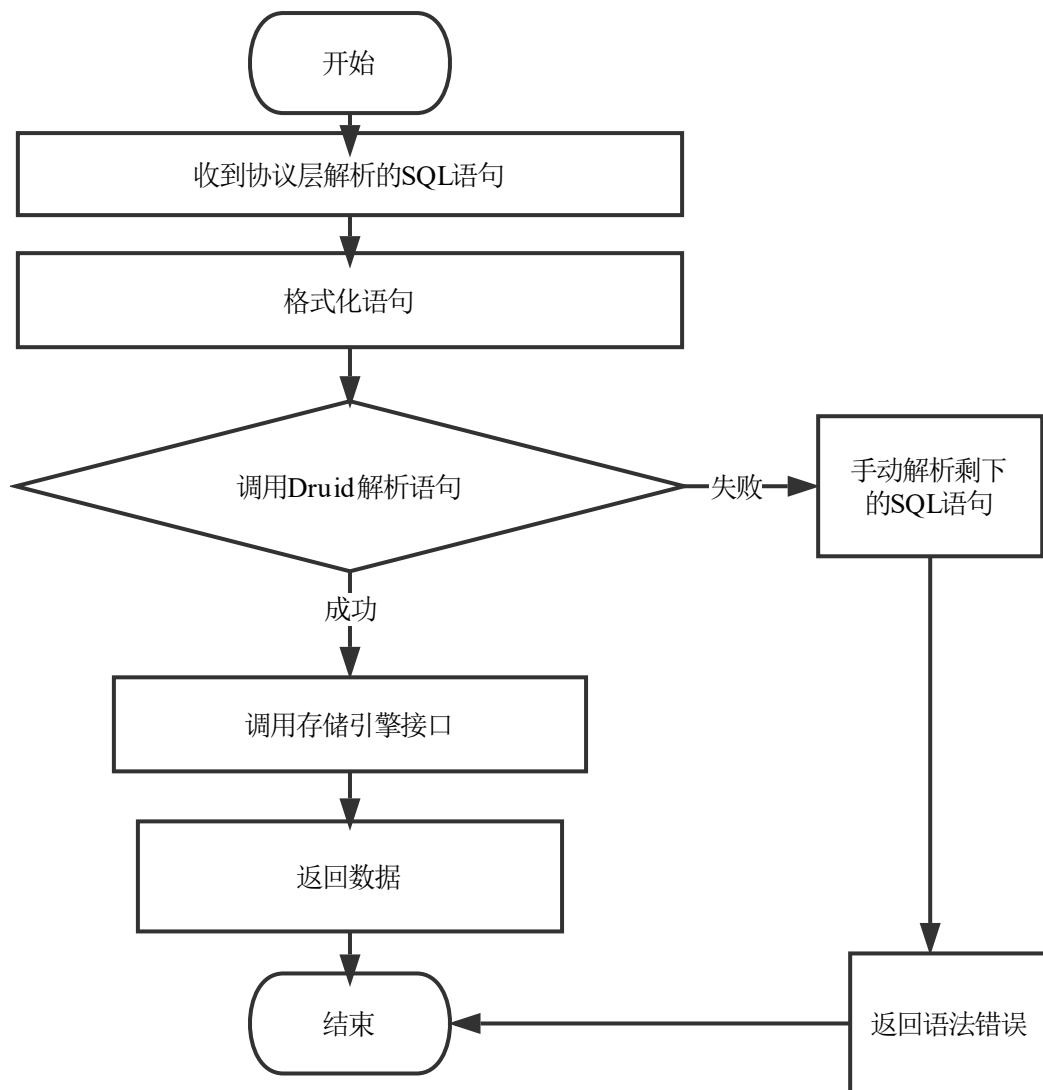 开始
收到协议层解析的SQL语句
格式化语句
调用Druid解析语句
失败
手动解析剩下
的SQL语句
成功
调用存储引擎接口
返回数据
结束
返回语法错误